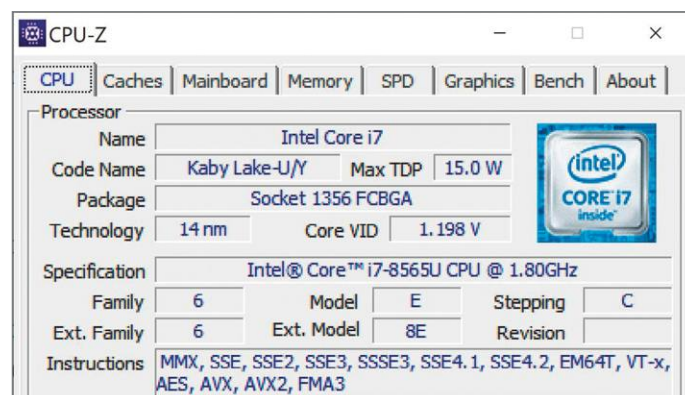 CPU-Z
CPU Caches Mainboard Memory SPD Graphics Bench About
Processor
Name Intel Core i7
Code Name Kaby Lake-U/Y Max TDP 15.0 W
Package Socket 1356 FCBGA
Technology 14 nm Core VID 1.198 V
intel
CORE i7
inside
Specification Intel® Core™ i7-8565U CPU @ 1.80GHz
Family 6 Model E Stepping C
Ext. Family 6 Ext. Model 8E Revision
Instructions MMX, SSE, SSE2, SSE3, SSSE3, SSE4.1, SSE4.2, EM64T, VT-x,
AES, AVX, AVX2, FMA3